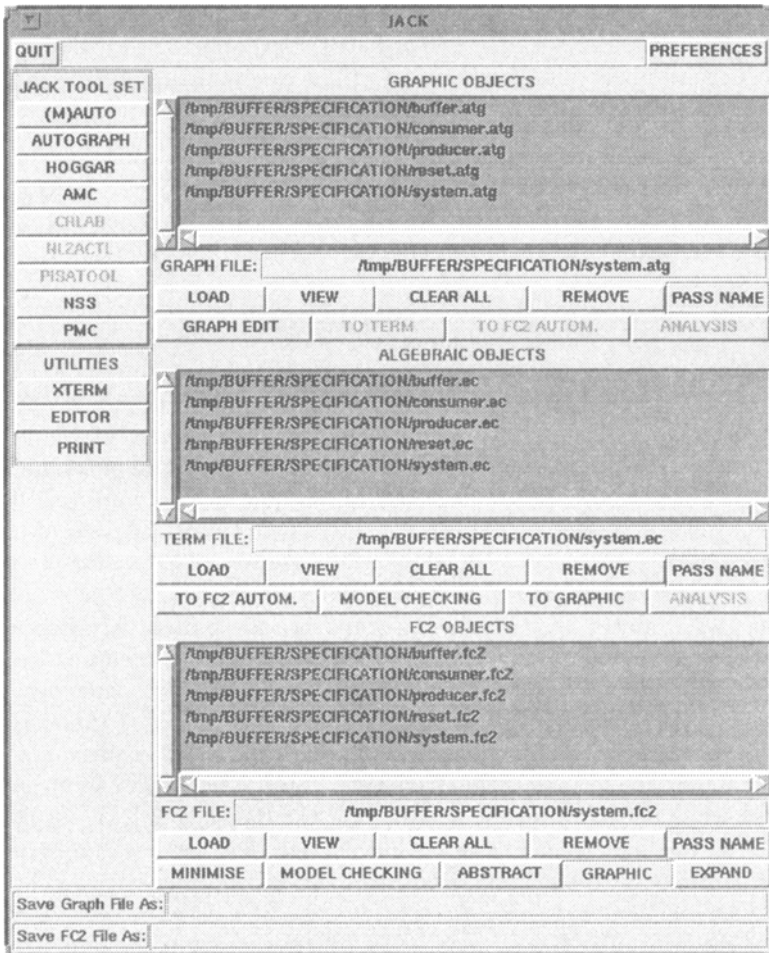 JACK
QUIT PREFERENCES
JACK TOOL SET
(M)AUTO
AUTOGRAPH
HOGGAR
AMC
CRLAB
NL2ACTL
PISATOOL
NSS
PMC
UTILITIES
XTERM
EDITOR
PRINT
GRAPHIC OBJECTS
/tmp/BUFFER/SPECIFICATION/buffer.atg
/tmp/BUFFER/SPECIFICATION/consumer.atg
/tmp/BUFFER/SPECIFICATION/producer.atg
/tmp/BUFFER/SPECIFICATION/reset.atg
/tmp/BUFFER/SPECIFICATION/system.atg
GRAPH FILE: /tmp/BUFFER/SPECIFICATION/system.atg
LOAD VIEW CLEAR ALL REMOVE PASS NAME
GRAPH EDIT TO TERM TO FC2 AUTOM. ANALYSIS
ALGEBRAIC OBJECTS
/tmp/BUFFER/SPECIFICATION/buffer.ec
/tmp/BUFFER/SPECIFICATION/consumer.ec
/tmp/BUFFER/SPECIFICATION/producer.ec
/tmp/BUFFER/SPECIFICATION/reset.ec
/tmp/BUFFER/SPECIFICATION/system.ec
TERM FILE: /tmp/BUFFER/SPECIFICATION/system.ec
LOAD VIEW CLEAR ALL REMOVE PASS NAME
TO FC2 AUTOM. MODEL CHECKING TO GRAPHIC ANALYSIS
FC2 OBJECTS
/tmp/BUFFER/SPECIFICATION/buffer.fc2
/tmp/BUFFER/SPECIFICATION/consumer.fc2
/tmp/BUFFER/SPECIFICATION/producer.fc2
/tmp/BUFFER/SPECIFICATION/reset.fc2
/tmp/BUFFER/SPECIFICATION/system.fc2
FC2 FILE: /tmp/BUFFER/SPECIFICATION/system.fc2
LOAD VIEW CLEAR ALL REMOVE PASS NAME
MINIMISE MODEL CHECKING ABSTRACT GRAPHIC EXPAND
Save Graph File As:
Save FC2 File As: